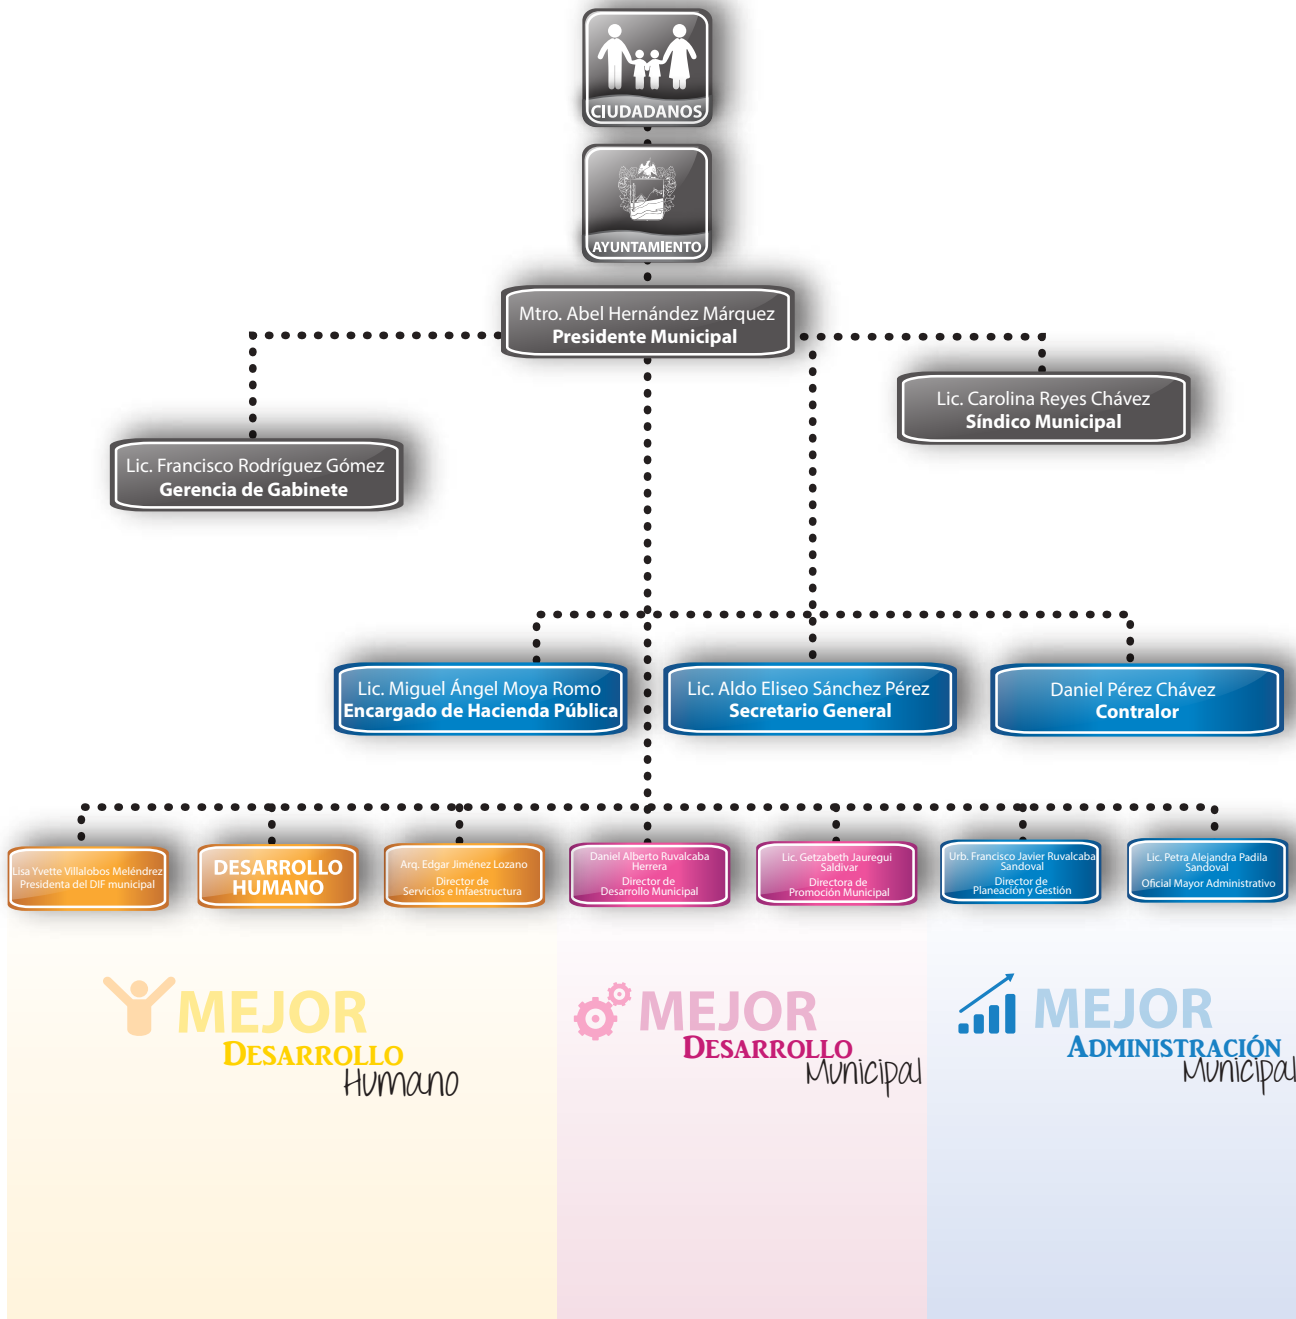 CIUDADANOS
AYUNTAMIENTO
Mtro. Abel Hernández Márquez
Presidente Municipal
Lic. Carolina Reyes Chávez
Síndico Municipal
Lic. Francisco Rodríguez Gómez
Gerencia de Gabinete
Lic. Miguel Ángel Moya Romo
Encargado de Hacienda Pública
Lic. Aldo Eliseo Sánchez Pérez
Secretario General
Daniel Pérez Chávez
Contralor
Lisa Yvette Villalobos Meléndrez
Presidenta del DIF municipal
DESARROLLO
HUMANO
Arq. Edgar Jiménez Lozano
Director de
Servicios e Infaestructura
Daniel Alberto Ruvalcaba
Herrera
Director de
Desarrollo Municipal
Lic. Getzabeth Jauregui
Saldivar
Directora de
Promoción Municipal
Urb. Francisco Javier Ruvalcaba
Sandoval
Director de
Planeación y Gestión
Lic. Petra Alejandra Padila
Sandoval
Oficial Mayor Administrativo
MEJOR
DESARROLLO
Humano
MEJOR
DESARROLLO
Municipal
MEJOR
ADMINISTRACIÓN
Municipal